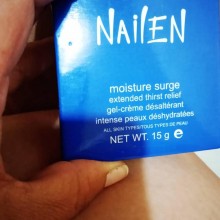 NAILEN
moisture surge
extended thirst relief
gel-crème désaltérant
intense peaux déshydratées
ALL SKIN TYPES/TOUS TYPES DE PEAU
NET WT. 15 g ℮